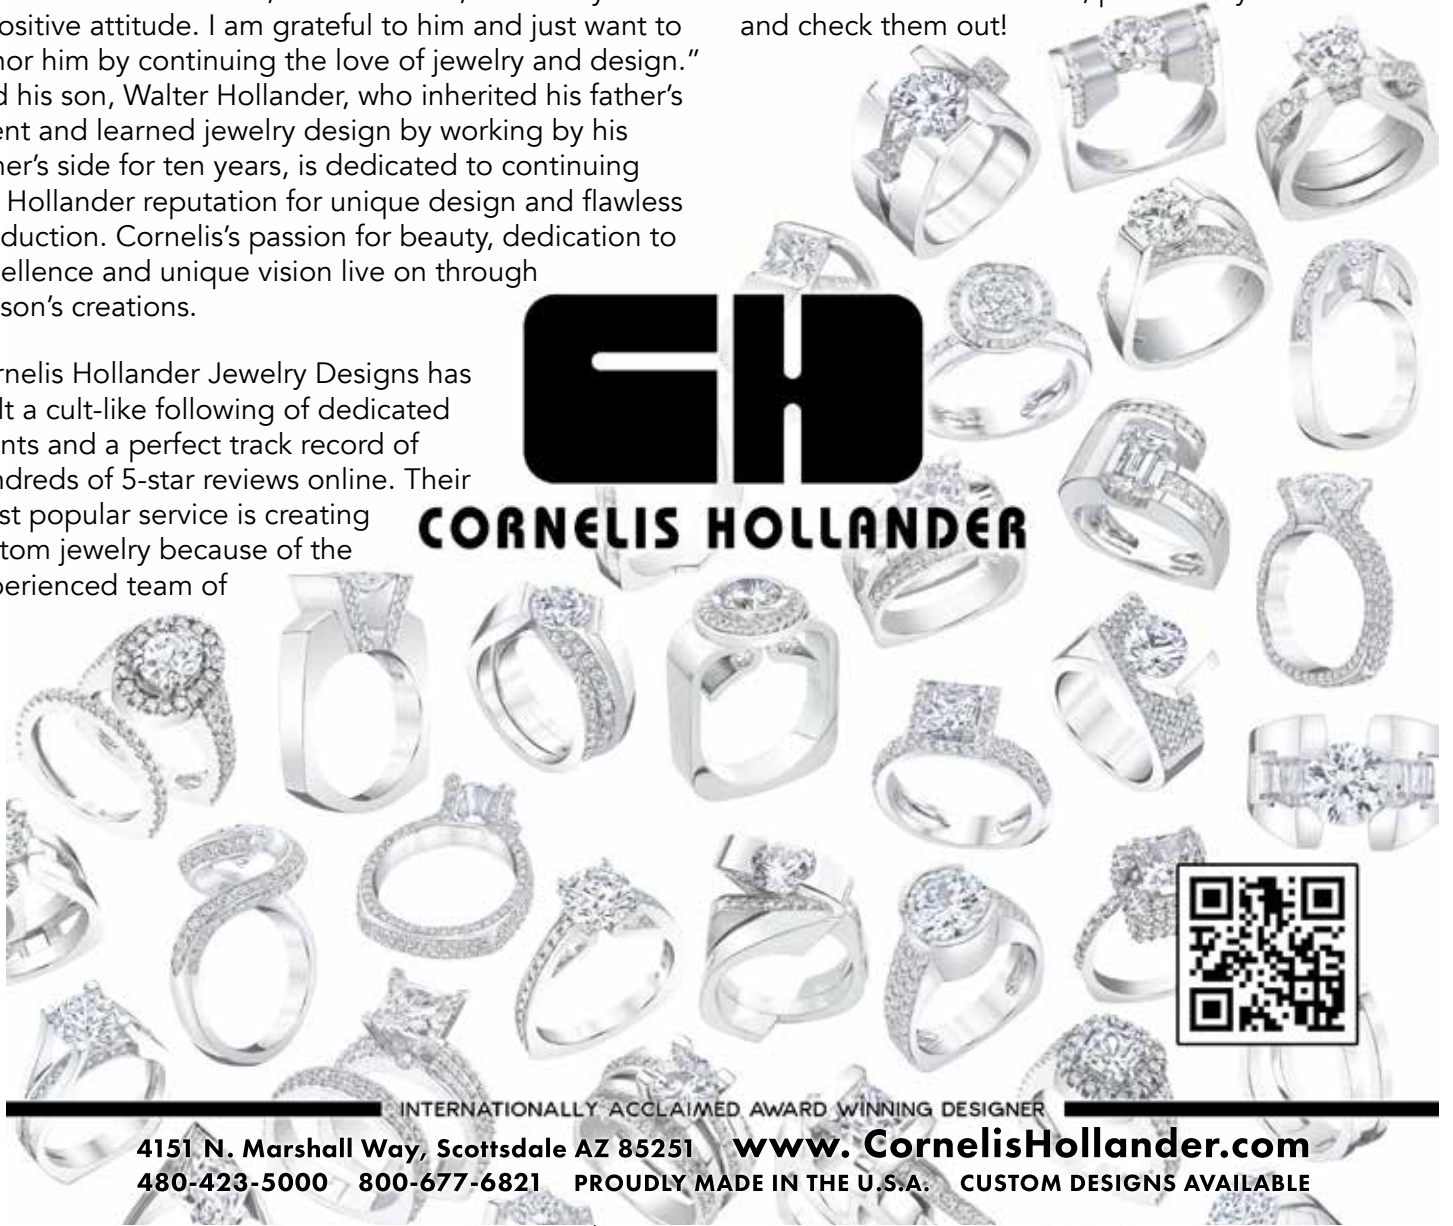 ositive attitude. I am grateful to him and just want to
nor him by continuing the love of jewelry and design.”
d his son, Walter Hollander, who inherited his father’s
ent and learned jewelry design by working by his
her’s side for ten years, is dedicated to continuing
Hollander reputation for unique design and flawless
duction. Cornelis’s passion for beauty, dedication to
ellence and unique vision live on through
son’s creations.
rnelis Hollander Jewelry Designs has
lt a cult-like following of dedicated
nts and a perfect track record of
ndreds of 5-star reviews online. Their
st popular service is creating
tom jewelry because of the
perienced team of
and check them out!
CH
CORNELIS HOLLANDER
INTERNATIONALLY ACCLAIMED AWARD WINNING DESIGNER
4151 N. Marshall Way, Scottsdale AZ 85251 www. CornelisHollander.com
480-423-5000 800-677-6821 PROUDLY MADE IN THE U.S.A. CUSTOM DESIGNS AVAILABLE